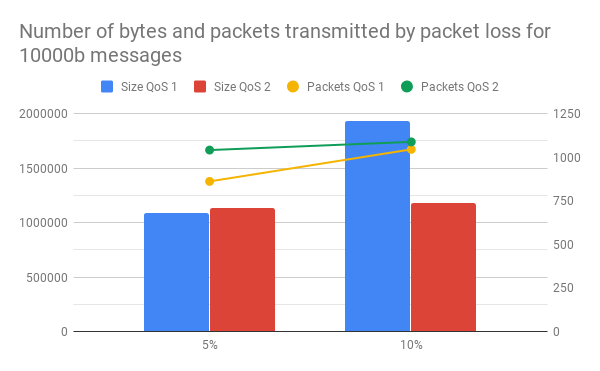 Number of bytes and packets transmitted by packet loss for
10000b messages
Size QoS 1 Size QoS 2 Packets QoS 1 Packets QoS 2
2000000 1250
1500000 1000
1000000 750
500000 500
0 250
0
5% 10%